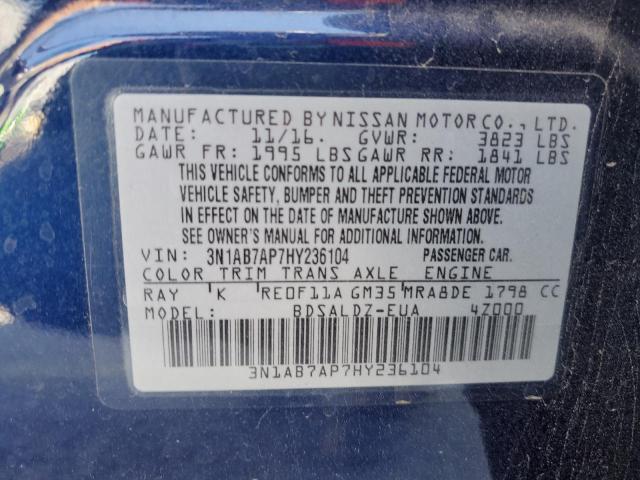 MANUFACTURED BY NISSAN MOTOR CO., LTD.
DATE: 11/16. GVWR: 3823 LBS
GAWR FR: 1995 LBS GAWR RR: 1841 LBS
THIS VEHICLE CONFORMS TO ALL APPLICABLE FEDERAL MOTOR
VEHICLE SAFETY, BUMPER AND THEFT PREVENTION STANDARDS
IN EFFECT ON THE DATE OF MANUFACTURE SHOWN ABOVE.
SEE OWNER'S MANUAL FOR ADDITIONAL INFORMATION.
VIN: 3N1AB7AP7HY236104 PASSENGER CAR.
COLOR TRIM TRANS AXLE ENGINE
RAY K RE0F11A GM35 MRA8DE 1798 CC
MODEL: BDSALDZ-EUA 4Z000
3N1AB7AP7HY236104